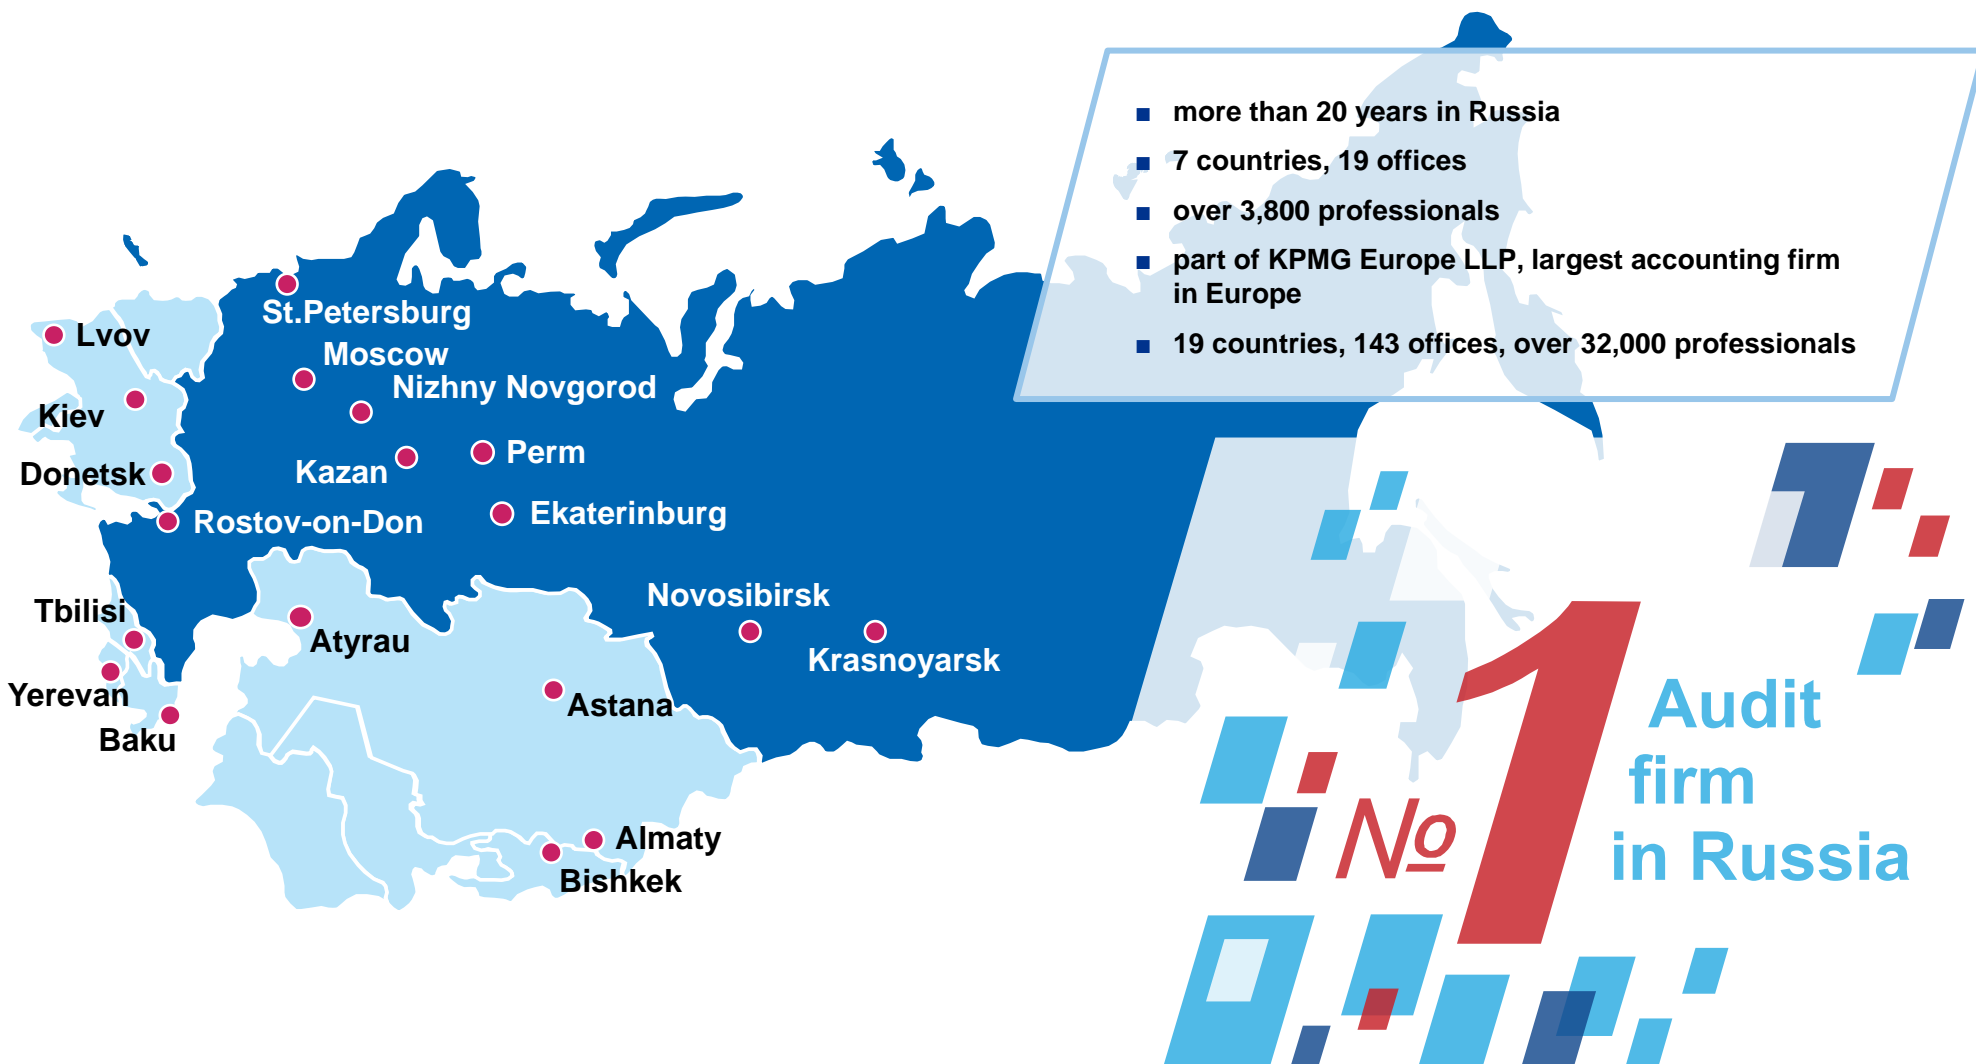 ■ more than 20 years in Russia
■ 7 countries, 19 offices
■ over 3,800 professionals
■ part of KPMG Europe LLP, largest accounting firm
in Europe
■ 19 countries, 143 offices, over 32,000 professionals
St.Petersburg
Lvov
Moscow
Nizhny Novgorod
Kiev
Perm
Kazan
Donetsk
Ekaterinburg
Rostov-on-Don
Novosibirsk
Tbilisi
Atyrau
Krasnoyarsk
Yerevan
Astana
Baku
Almaty
Bishkek
№ 1
Audit
firm
in Russia